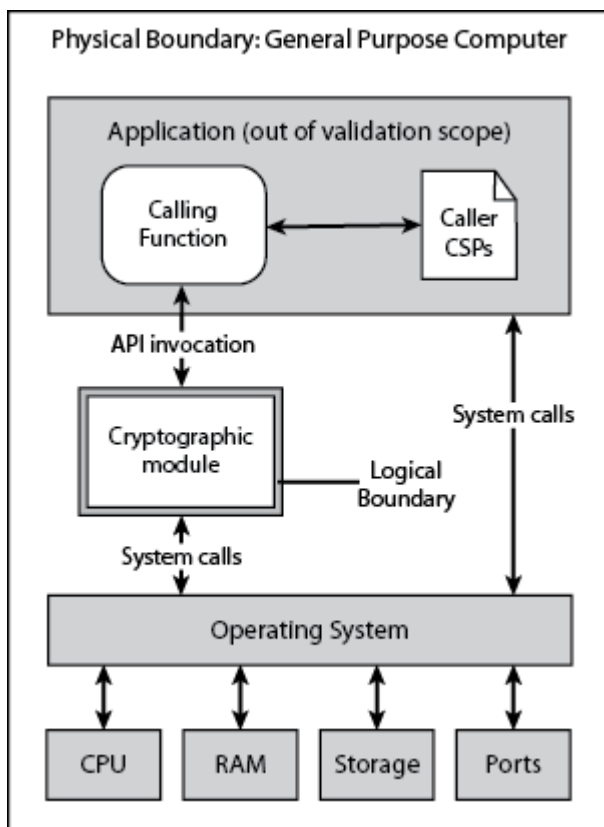 Physical Boundary: General Purpose Computer
Application (out of validation scope)
Calling
Function
Caller
CSPs
API invocation
System calls
Cryptographic
module
Logical
Boundary
System calls
Operating System
CPU
RAM
Storage
Ports